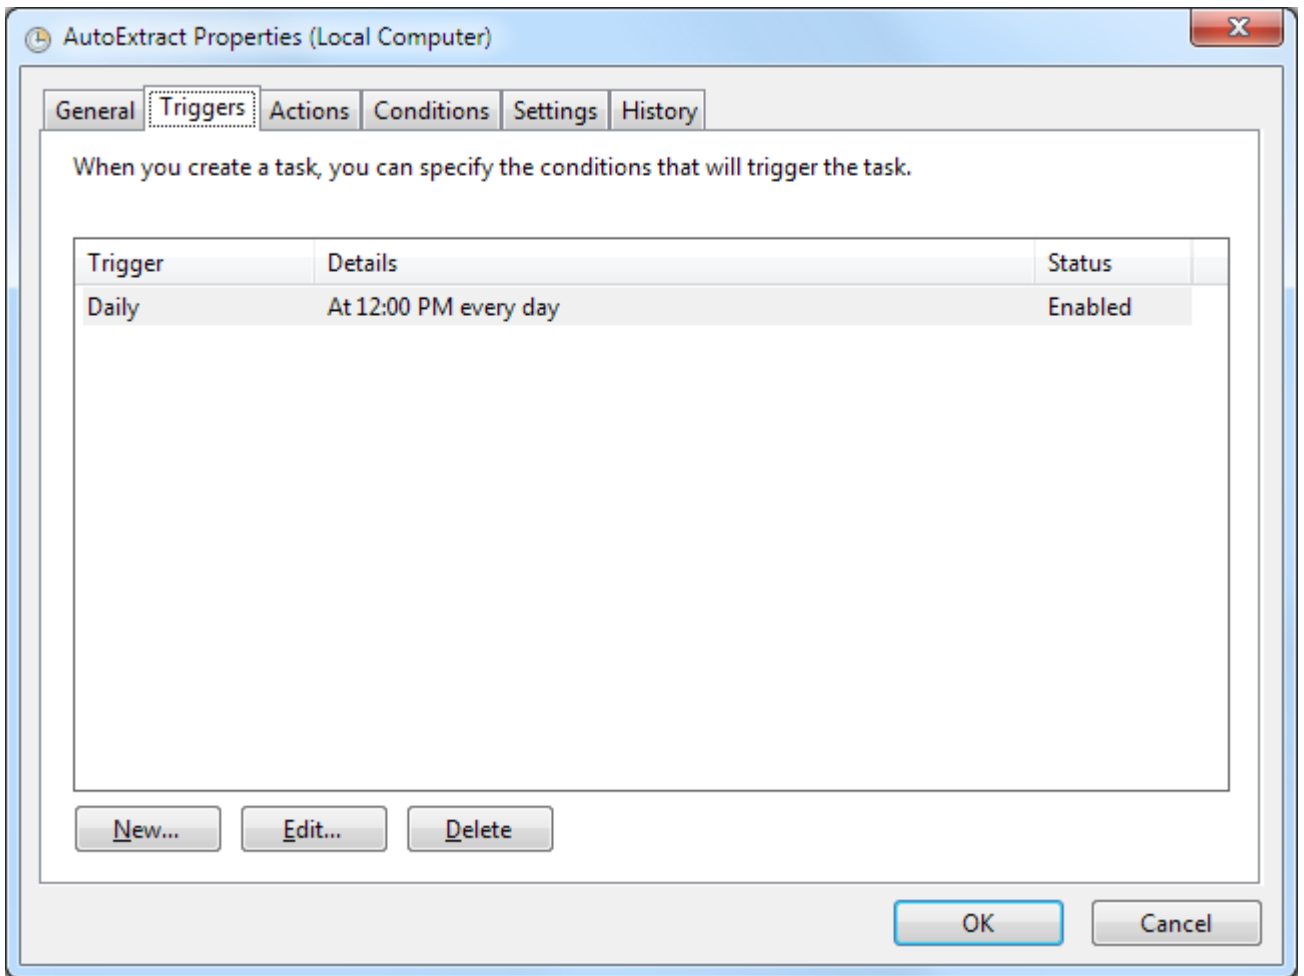 AutoExtract Properties (Local Computer)
General Triggers Actions Conditions Settings History
When you create a task, you can specify the conditions that will trigger the task.
Trigger Details Status
Daily At 12:00 PM every day Enabled
New... Edit... Delete
OK Cancel